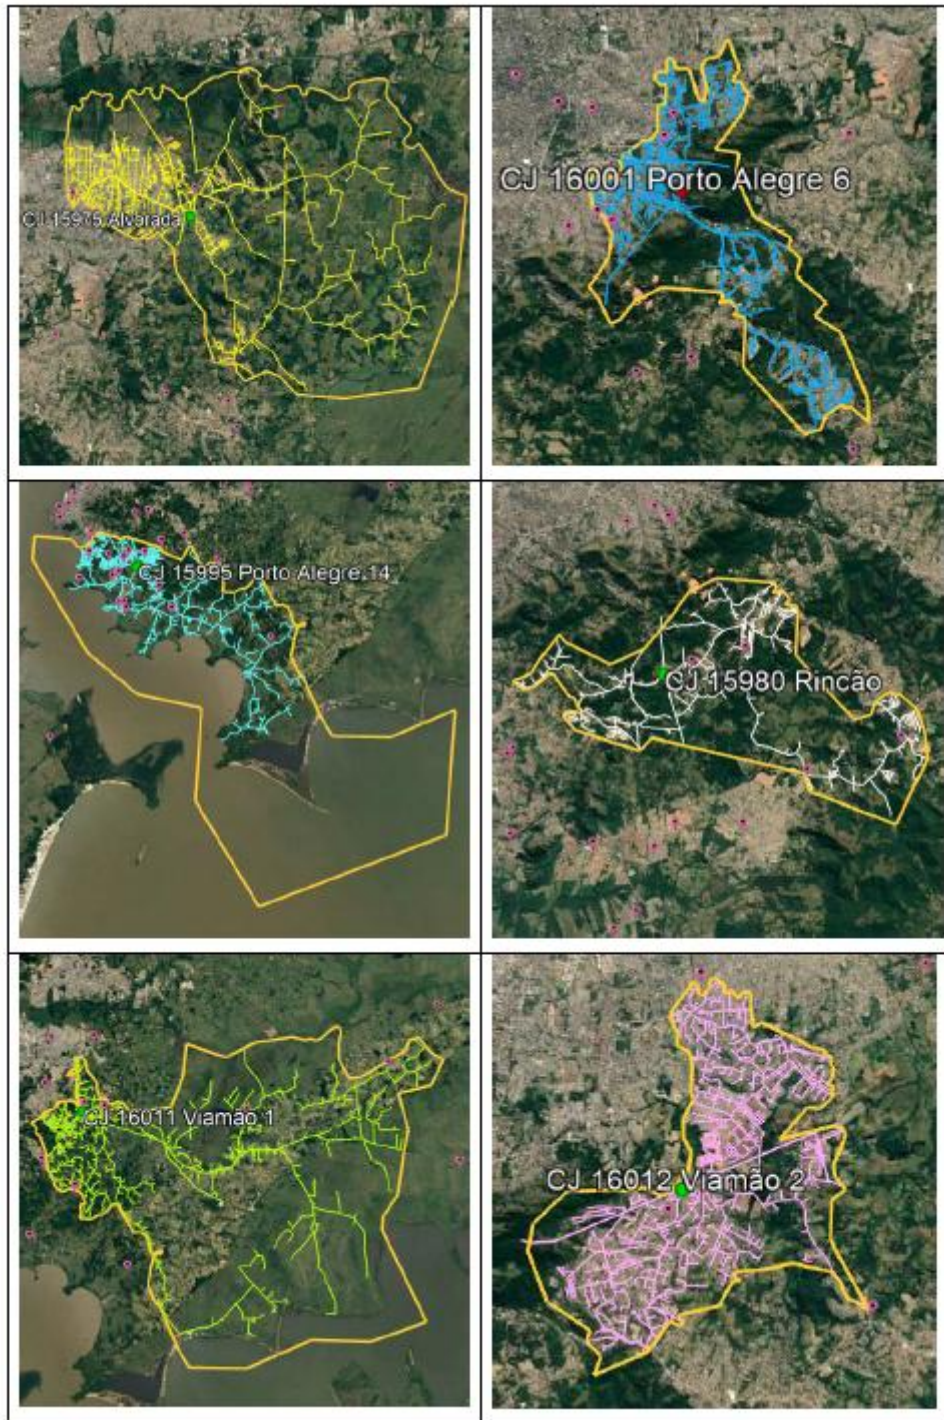 CJ 15975 Alvorada
CJ 16001 Porto Alegre 6
CJ 15995 Porto Alegre 14
CJ 15980 Rincão
CJ 16011 Viamão 1
CJ 16012 Viamão 2